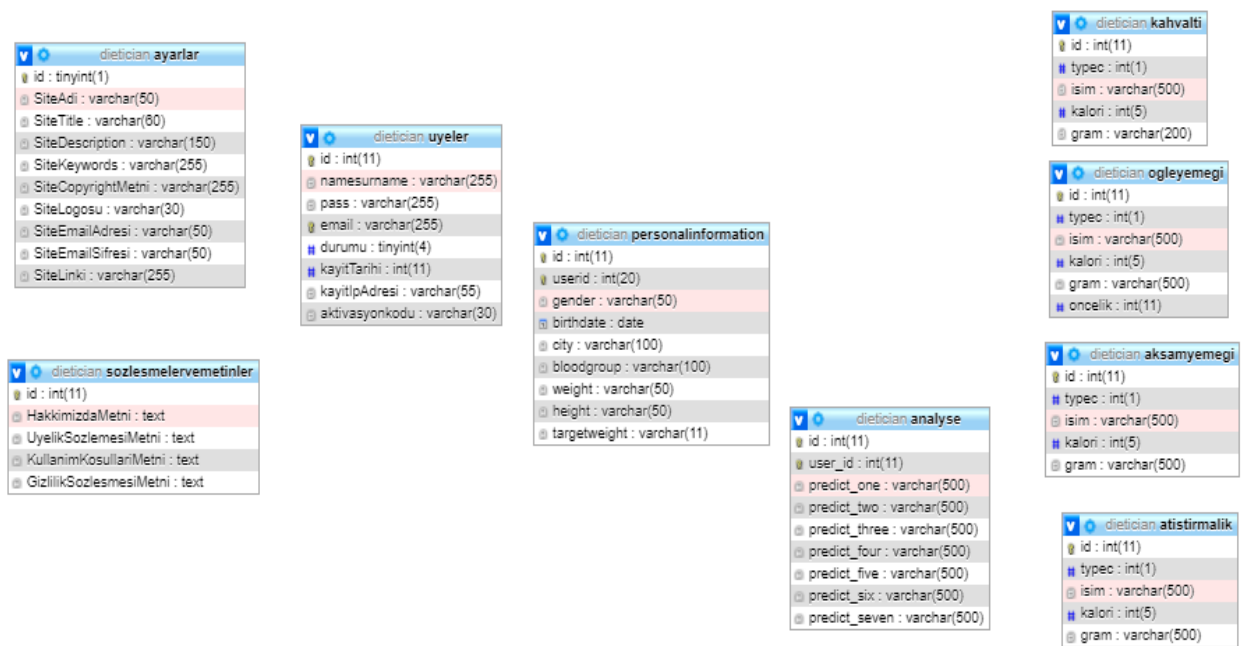 dietician ayarlar
id : tinyint(1)
SiteAdi : varchar(50)
SiteTitle : varchar(60)
SiteDescription : varchar(150)
SiteKeywords : varchar(255)
SiteCopyrightMetni : varchar(255)
SiteLogosu : varchar(30)
SiteEmailAdresi : varchar(50)
SiteEmailSifresi : varchar(50)
SiteLinki : varchar(255)
dietician sozlesmelervemetinler
id : int(11)
HakkimizdaMetni : text
UyelikSozlemesiMetni : text
KullanimKosullariMetni : text
GizlilikSozlesmesiMetni : text
dietician uyeler
id : int(11)
namesurname : varchar(255)
pass : varchar(255)
email : varchar(255)
durumu : tinyint(4)
kayitTarihi : int(11)
kayitIpAdresi : varchar(55)
aktivasyonkodu : varchar(30)
dietician personalinformation
id : int(11)
userid : int(20)
gender : varchar(50)
birthdate : date
city : varchar(100)
bloodgroup : varchar(100)
weight : varchar(50)
height : varchar(50)
targetweight : varchar(11)
dietician analyse
id : int(11)
user_id : int(11)
predict_one : varchar(500)
predict_two : varchar(500)
predict_three : varchar(500)
predict_four : varchar(500)
predict_five : varchar(500)
predict_six : varchar(500)
predict_seven : varchar(500)
dietician kahvalti
id : int(11)
typec : int(1)
isim : varchar(500)
kalori : int(5)
gram : varchar(200)
dietician ogleyemegi
id : int(11)
typec : int(1)
isim : varchar(500)
kalori : int(5)
gram : varchar(500)
oncelik : int(11)
dietician aksamyemegi
id : int(11)
typec : int(1)
isim : varchar(500)
kalori : int(5)
gram : varchar(500)
dietician atistirmalik
id : int(11)
typec : int(1)
isim : varchar(500)
kalori : int(5)
gram : varchar(500)